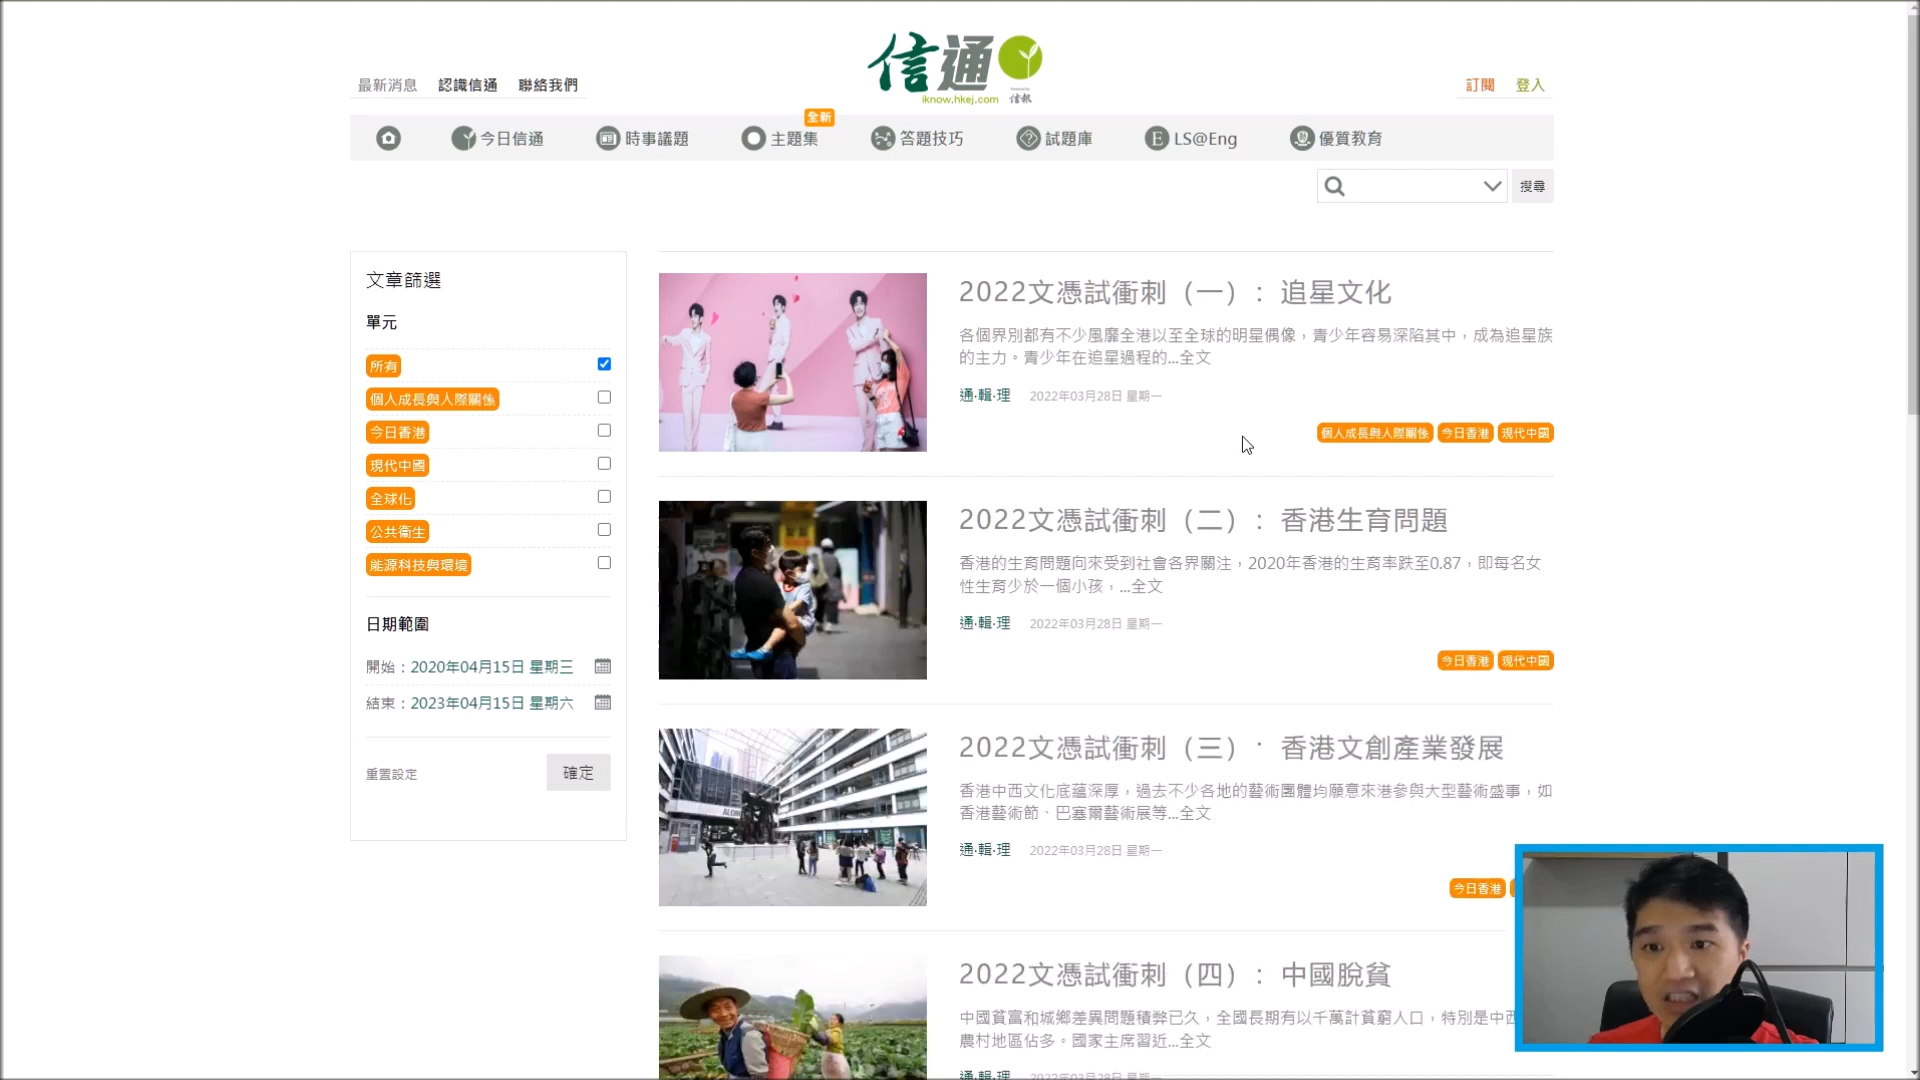 信通
iknow.hkej.com 信報
最新消息 認識信通 聯絡我們
訂閱 登入
全新
今日信通 時事議題 主題集 答題技巧 試題庫 LS@Eng 優質教育
搜尋
文章篩選
單元
所有
個人成長與人際關係
今日香港
現代中國
全球化
公共衞生
能源科技與環境
日期範圍
開始：2020年04月15日 星期三
結束：2023年04月15日 星期六
重置設定 確定
2022文憑試衝刺（一）：追星文化
各個界別都有不少風靡全港以至全球的明星偶像，青少年容易深陷其中，成為追星族
的主力。青少年在追星過程的...全文
通‧輯‧理 2022年03月28日 星期一
個人成長與人際關係 今日香港 現代中國
2022文憑試衝刺（二）：香港生育問題
香港的生育問題向來受到社會各界關注，2020年香港的生育率跌至0.87，即每名女
性生育少於一個小孩，...全文
通‧輯‧理 2022年03月28日 星期一
今日香港 現代中國
2022文憑試衝刺（三）：香港文創產業發展
香港中西文化底蘊深厚，過去不少各地的藝術團體均願意來港參與大型藝術盛事，如
香港藝術節、巴塞爾藝術展等...全文
通‧輯‧理 2022年03月28日 星期一
今日香港
2022文憑試衝刺（四）：中國脫貧
中國貧富和城鄉差異問題積弊已久，全國長期有以千萬計貧窮人口，特別是中西
農村地區佔多。國家主席習近...全文
通‧輯‧理 2022年03月28日 星期一